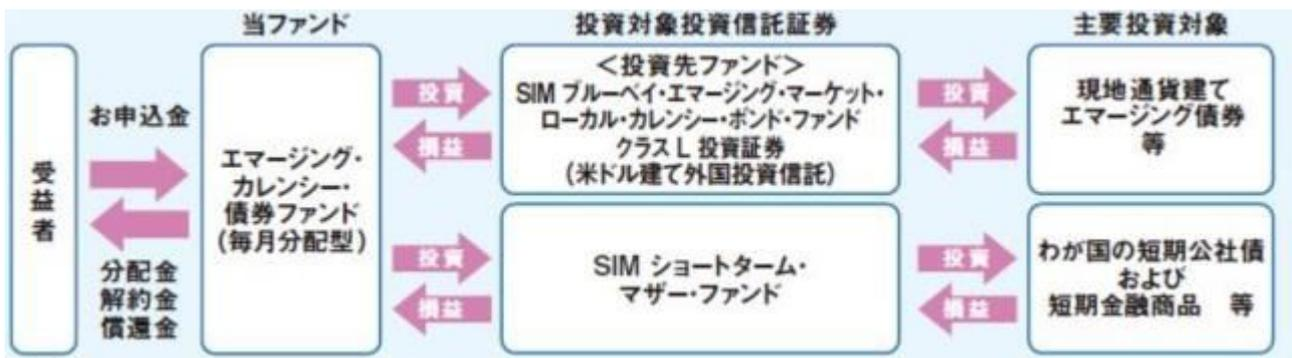 当ファンド
投資対象投資信託証券
主要投資対象
受益者
お申込金
分配金
解約金
償還金
エマージング・
カレンシー・
債券ファンド
(毎月分配型)
投資
損益
<投資先ファンド>
SIM ブルーベイ・エマージング・マーケット・
ローカル・カレンシー・ボンド・ファンド
クラスL 投資証券
(米ドル建て外国投資信託)
投資
損益
現地通貨建て
エマージング債券
等
投資
損益
SIM ショートターム・
マザー・ファンド
投資
損益
わが国の短期公社債
および
短期金融商品 等